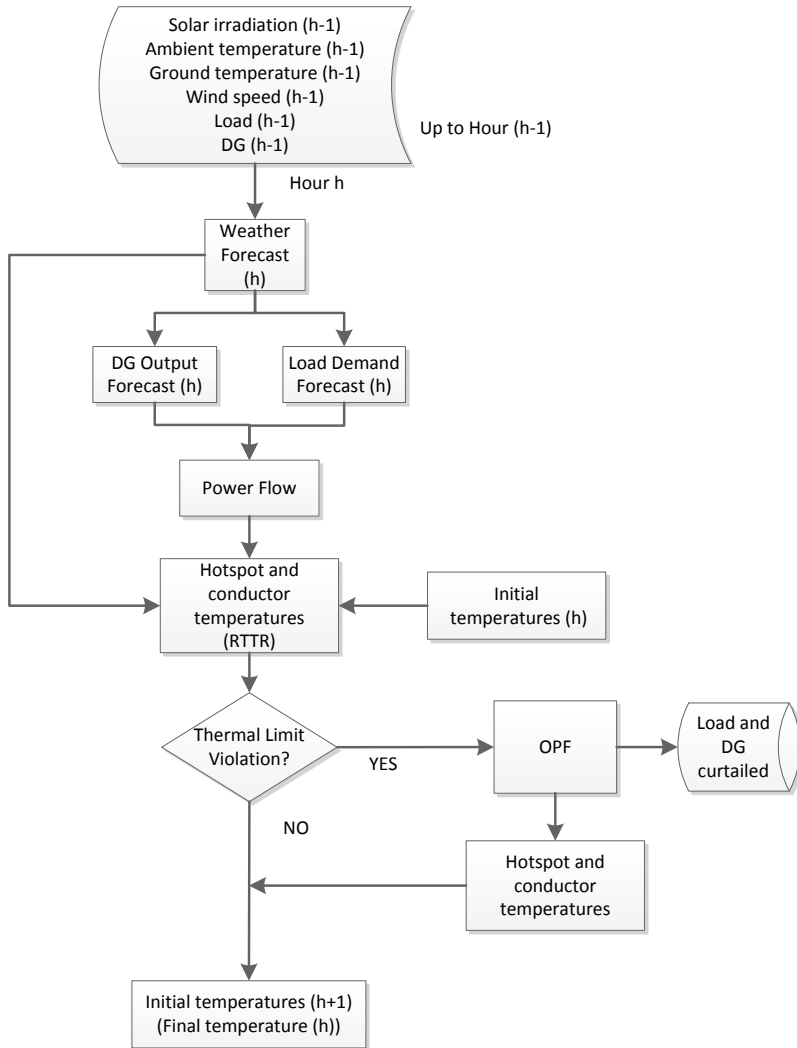 Solar irradiation (h-1)
Ambient temperature (h-1)
Ground temperature (h-1)
Wind speed (h-1)
Load (h-1)
DG (h-1)
Up to Hour (h-1)
Hour h
Weather
Forecast
(h)
DG Output
Forecast (h)
Load Demand
Forecast (h)
Power Flow
Hotspot and
conductor
temperatures
(RTTR)
Initial
temperatures (h)
Thermal Limit
Violation?
YES
OPF
Load and
DG
curtailed
NO
Hotspot and
conductor
temperatures
Initial temperatures (h+1)
(Final temperature (h))